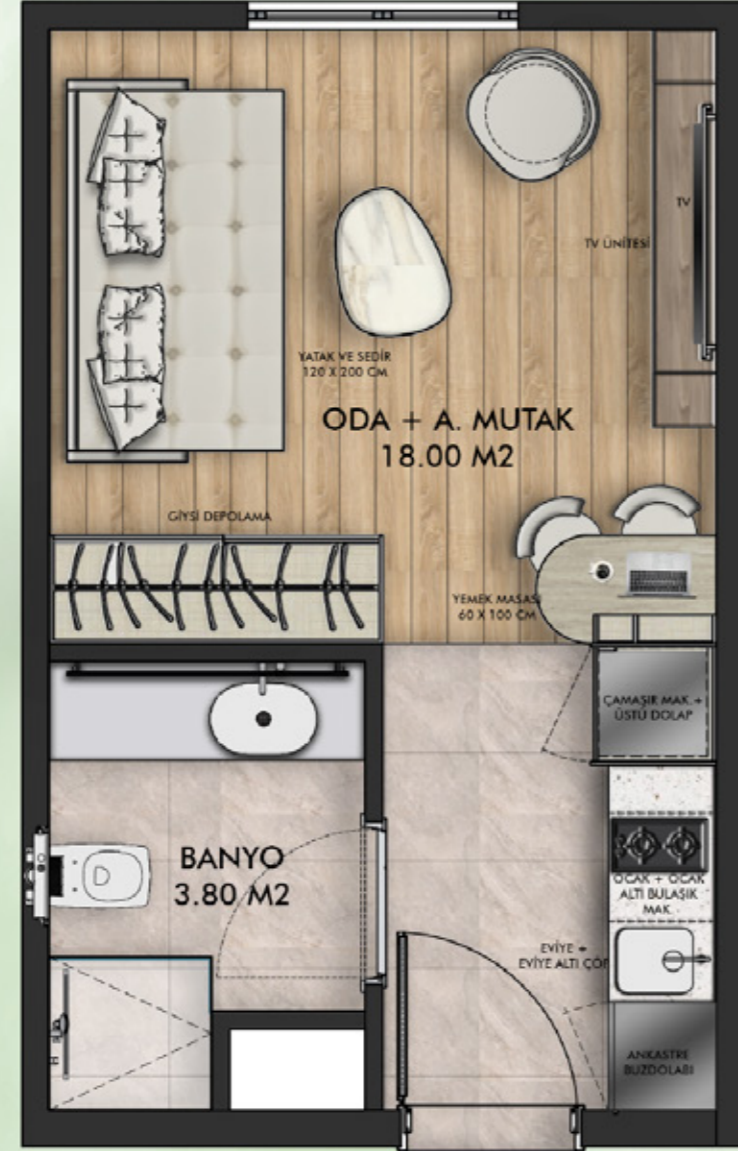 TV
TV ÜNİTESİ
YATAK VE SEDİR
120 X 200 CM
ODA + A. MUTAK
18.00 M2
GİYSİ DEPOLAMA
YEMEK MASASI
60 X 100 CM
ÇAMAŞIR MAK. +
ÜSTÜ DOLAP
BANYO
3.80 M2
OCAK + OCAK
ALTI BULAŞIK
MAK.
EVİYE +
EVİYE ALTI ÇÖP
ANKASTRE
BUZDOLABI